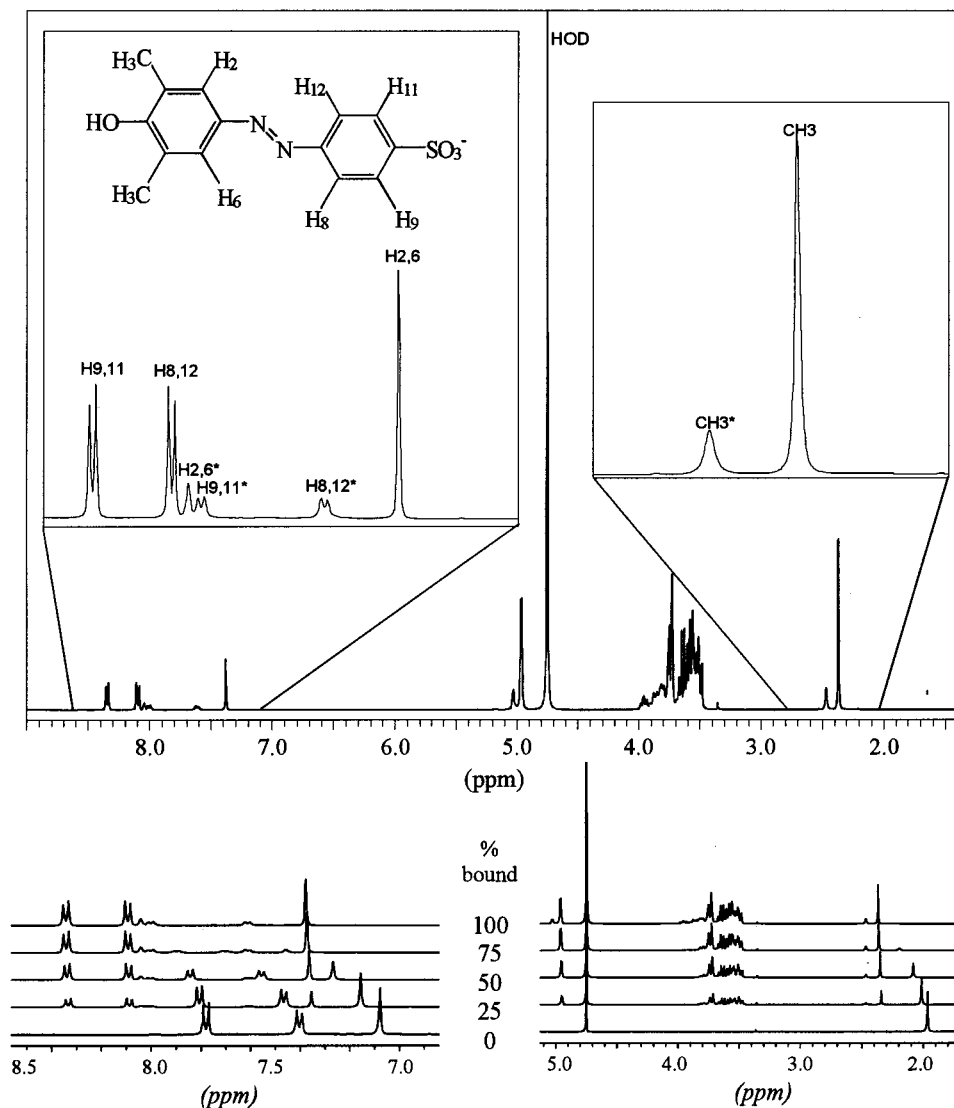 HOD
H₃C
H₂
H₁₂
H₁₁
HO
N
N
SO₃⁻
H₃C
H₆
H₈
H₉
CH3
H2,6
H9,11
H8,12
H2,6*
H9,11*
H8,12*
CH3*
8.0 7.0 6.0 5.0 4.0 3.0 2.0
(ppm)
%
bound
100
75
50
25
0
8.5 8.0 7.5 7.0
(ppm)
5.0 4.0 3.0 2.0
(ppm)